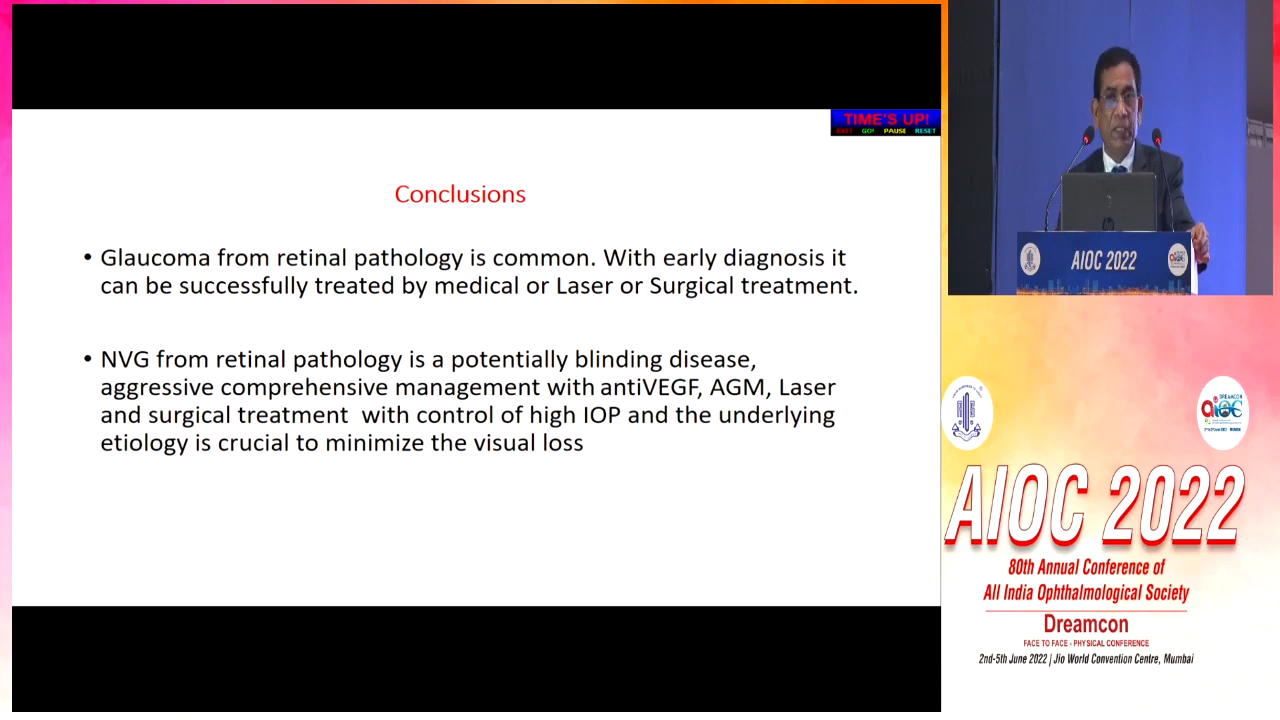 TIME'S UP!
GO! PAUSE RESET
Conclusions
• Glaucoma from retinal pathology is common. With early diagnosis it
can be successfully treated by medical or Laser or Surgical treatment.
• NVG from retinal pathology is a potentially blinding disease,
aggressive comprehensive management with antiVEGF, AGM, Laser
and surgical treatment with control of high IOP and the underlying
etiology is crucial to minimize the visual loss
AIOC 2022
DREAMCON
aioc
AIOC 2022
80th Annual Conference of
All India Ophthalmological Society
Dreamcon
FACE TO FACE - PHYSICAL CONFERENCE
2nd-5th June 2022 | Jio World Convention Centre, Mumbai